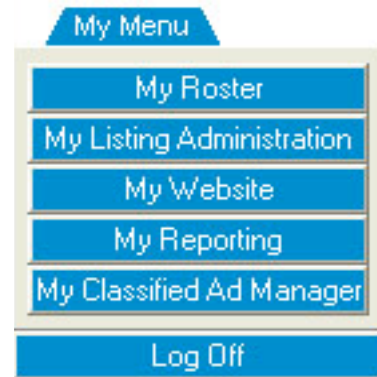 My Menu
My Roster
My Listing Administration
My Website
My Reporting
My Classified Ad Manager
Log Off